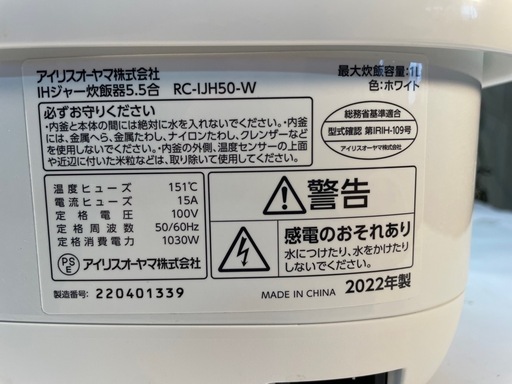 アイリスオーヤマ株式会社
IHジャー炊飯器5.5合 RC-IJH50-W
最大炊飯容量:1L
色:ホワイト
必ずお守りください
・内釜と本体の間には絶対に水を入れないでください。・内釜
には、金属へら、金属たわし、ナイロンたわし、クレンザーなどを
使用しないでください。・内釜の外側、温度センサーの上面
や近辺に付いた米粒などは、取り除いて使用してください。
総務省基準適合
型式確認 第IRIH-109号
アイリスオーヤマ株式会社
温度ヒューズ 151℃
電流ヒューズ 15A
定格電圧 100V
定格周波数 50/60Hz
定格消費電力 1030W
PSE アイリスオーヤマ株式会社
警告
感電のおそれあり
水につけたり、水をかけたり
しないでください。
製造番号: 220401339
MADE IN CHINA 2022年製